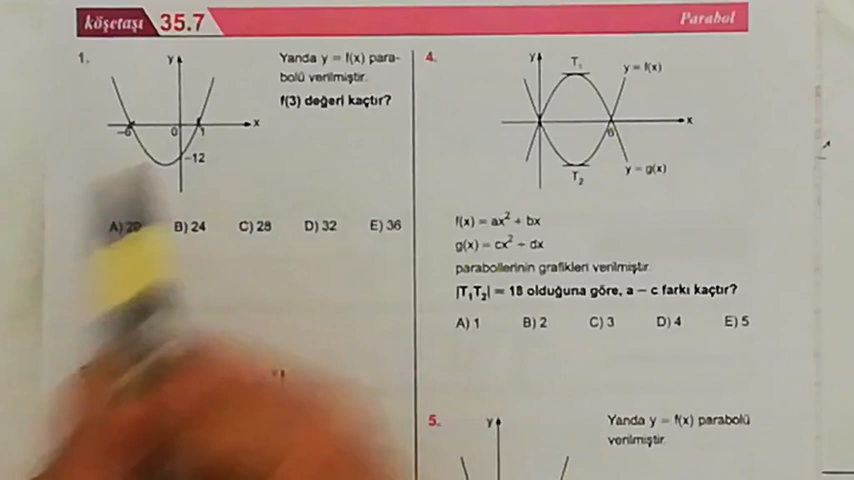 köşetaşı 35.7 Parabol
1.
y
x
-6
0
1
-12
Yanda y = f(x) para-
bolü verilmiştir.
f(3) değeri kaçtır?
A) 20 B) 24 C) 28 D) 32 E) 36
4.
y
T₁
y = f(x)
x
6
T₂
y = g(x)
f(x) = ax² + bx
g(x) = cx² + dx
parabollerinin grafikleri verilmiştir.
|T₁T₂| = 18 olduğuna göre, a – c farkı kaçtır?
A) 1 B) 2 C) 3 D) 4 E) 5
5.
y
Yanda y = f(x) parabolü
verilmiştir.